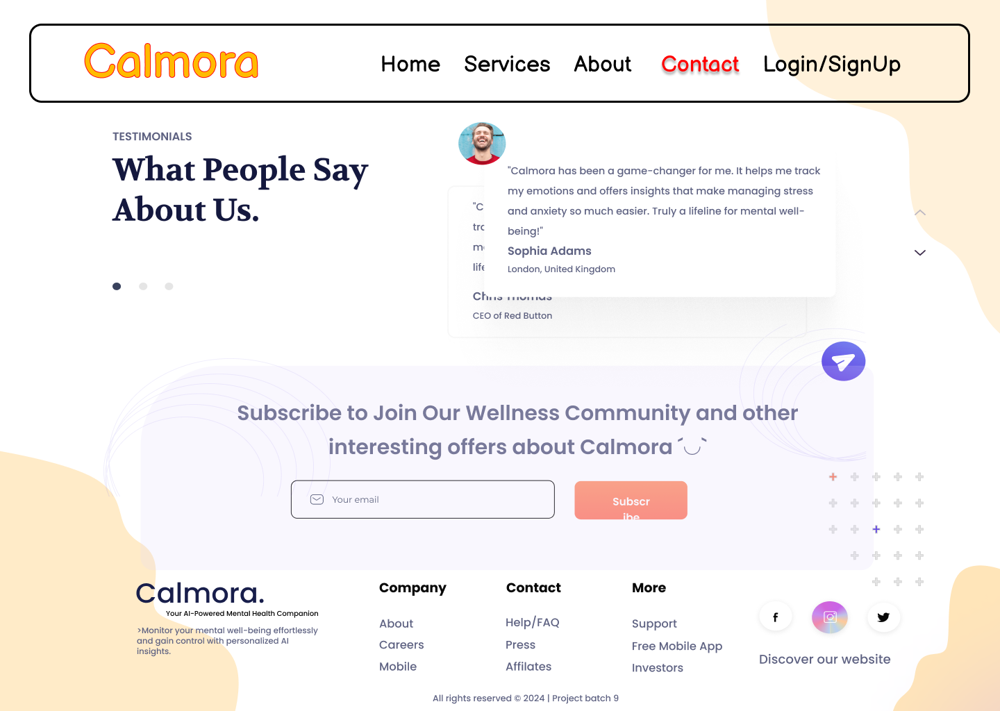 Calmora
Home Services About Contact Login/SignUp
TESTIMONIALS
What People Say
About Us.
"Calmora has been a game-changer for me. It helps me track
my emotions and offers insights that make managing stress
and anxiety so much easier. Truly a lifeline for mental well-
being!"
Sophia Adams
London, United Kingdom
"C
tra
me
life
Chris Thomas
CEO of Red Button
Subscribe to Join Our Wellness Community and other
interesting offers about Calmora
Your email
Subscr
ibe
Calmora.
Your AI-Powered Mental Health Companion
>Monitor your mental well-being effortlessly
and gain control with personalized AI
insights.
Company
About
Careers
Mobile
Contact
Help/FAQ
Press
Affilates
More
Support
Free Mobile App
Investors
Discover our website
All rights reserved © 2024 | Project batch 9